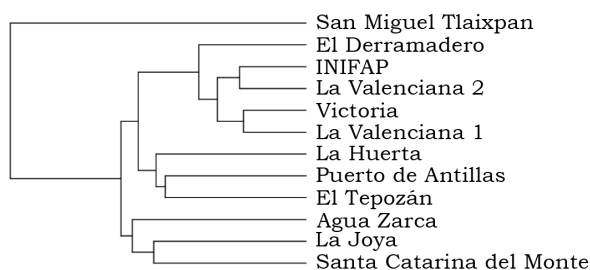 San Miguel Tlaixpan
El Derramadero
INIFAP
La Valenciana 2
Victoria
La Valenciana 1
La Huerta
Puerto de Antillas
El Tepozán
Agua Zarca
La Joya
Santa Catarina del Monte